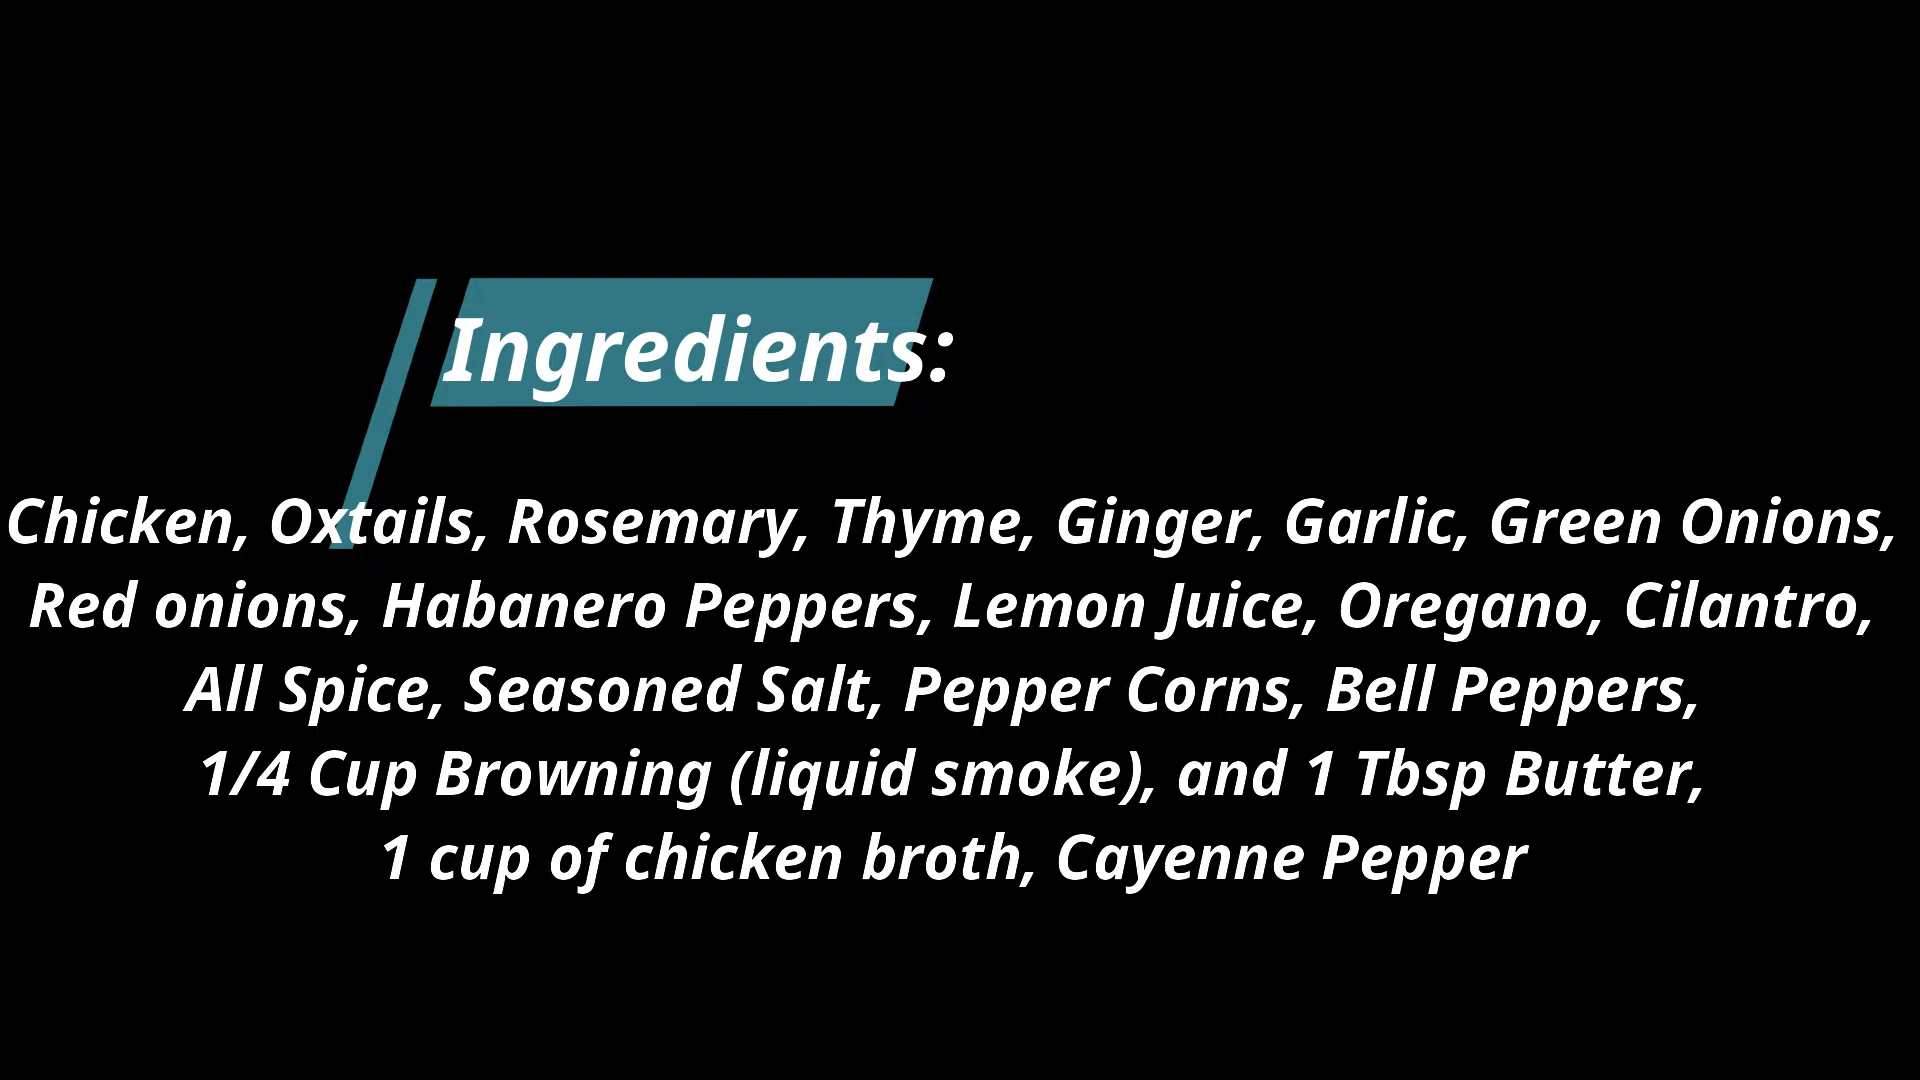 Ingredients:
Chicken, Oxtails, Rosemary, Thyme, Ginger, Garlic, Green Onions,
Red onions, Habanero Peppers, Lemon Juice, Oregano, Cilantro,
All Spice, Seasoned Salt, Pepper Corns, Bell Peppers,
1/4 Cup Browning (liquid smoke), and 1 Tbsp Butter,
1 cup of chicken broth, Cayenne Pepper